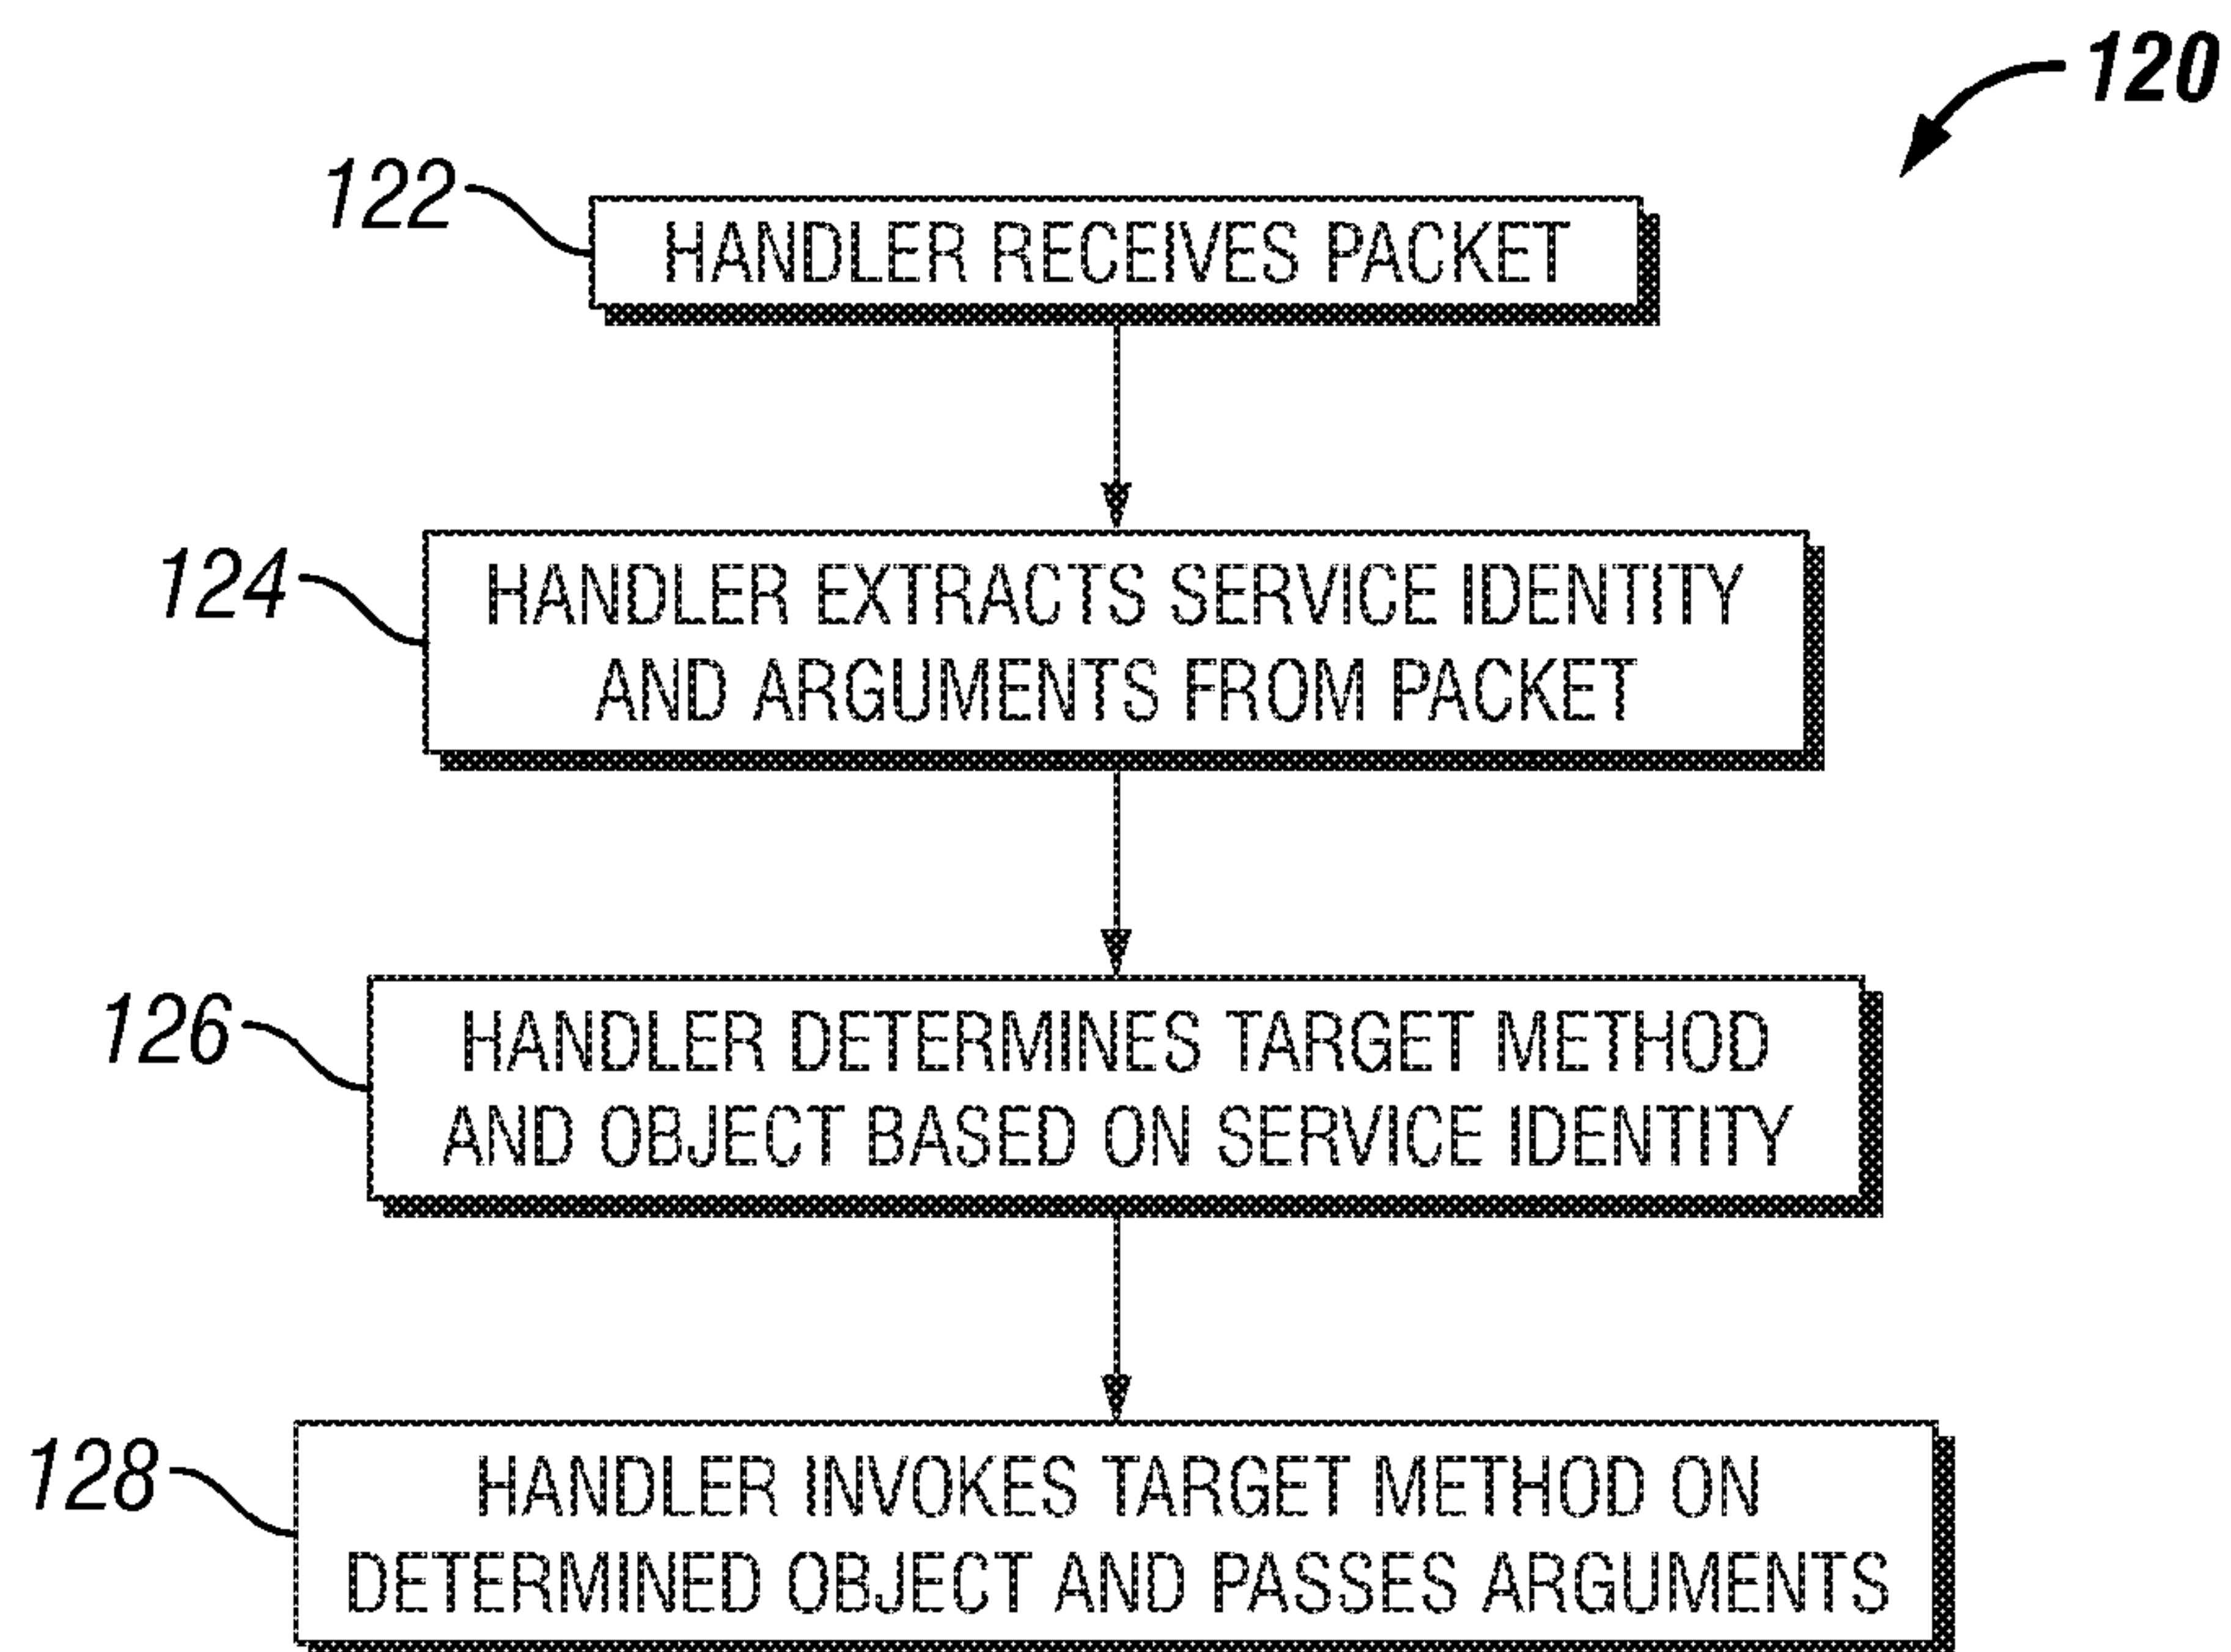 120
122
HANDLER RECEIVES PACKET
124
HANDLER EXTRACTS SERVICE IDENTITY
AND ARGUMENTS FROM PACKET
126
HANDLER DETERMINES TARGET METHOD
AND OBJECT BASED ON SERVICE IDENTITY
128
HANDLER INVOKES TARGET METHOD ON
DETERMINED OBJECT AND PASSES ARGUMENTS